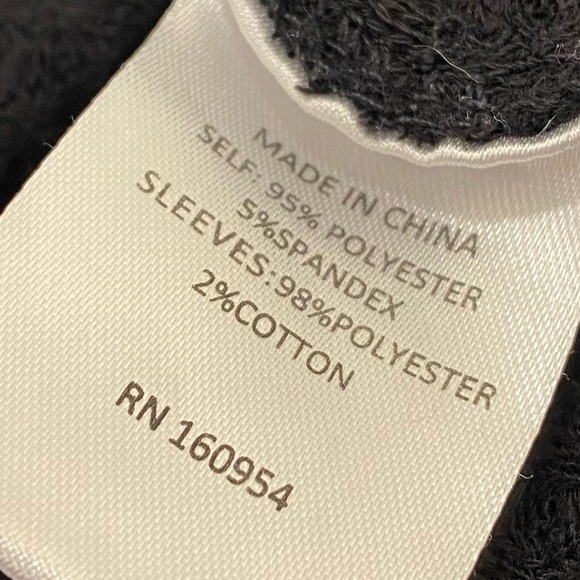 MADE IN CHINA
SELF: 95% POLYESTER
5%SPANDEX
SLEEVES:98%POLYESTER
2%COTTON
RN 160954